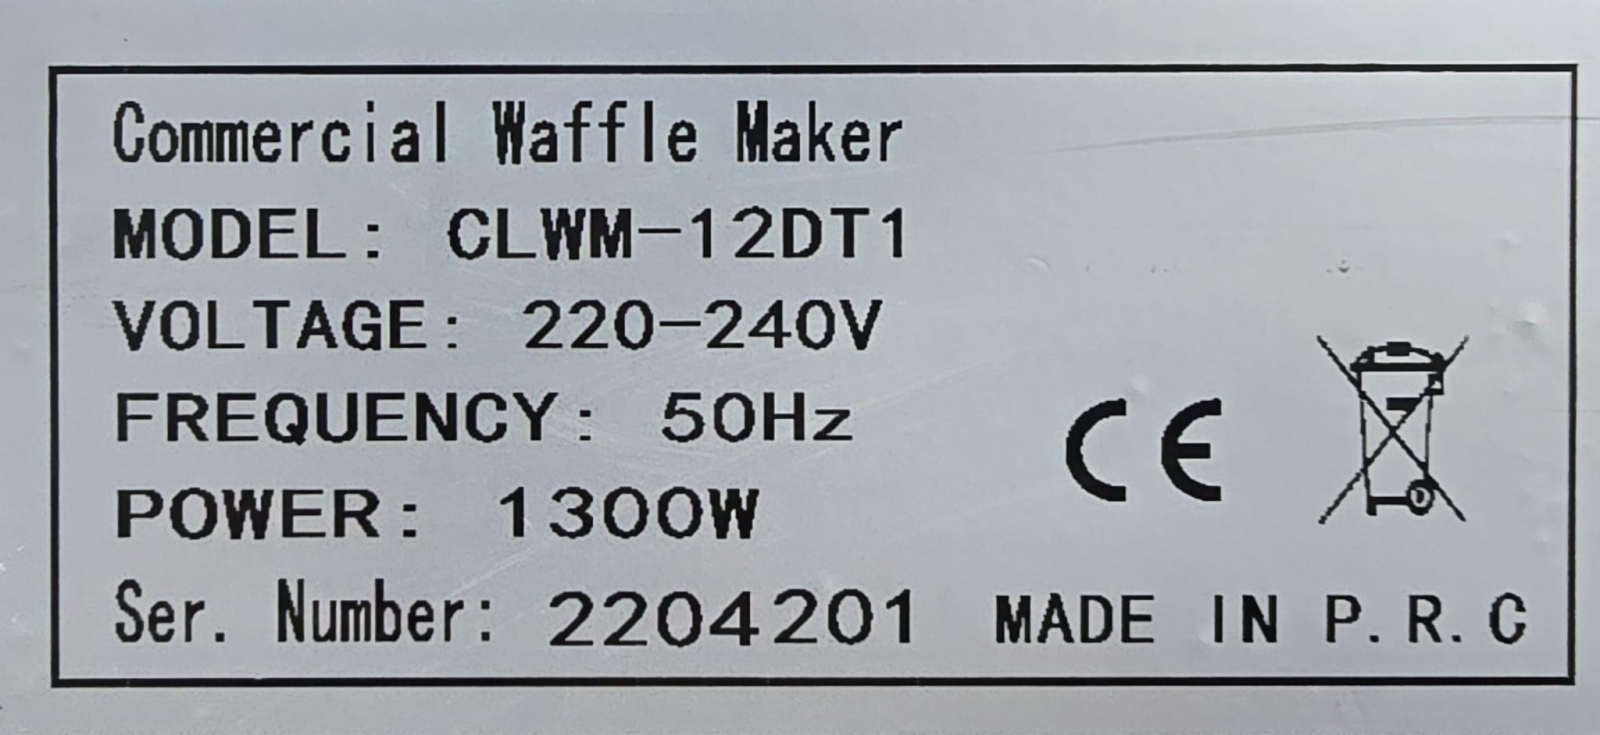 Commercial Waffle Maker
MODEL: CLWM-12DT1
VOLTAGE: 220-240V
FREQUENCY: 50Hz
POWER: 1300W
CE
Ser. Number: 2204201 MADE IN P.R.C